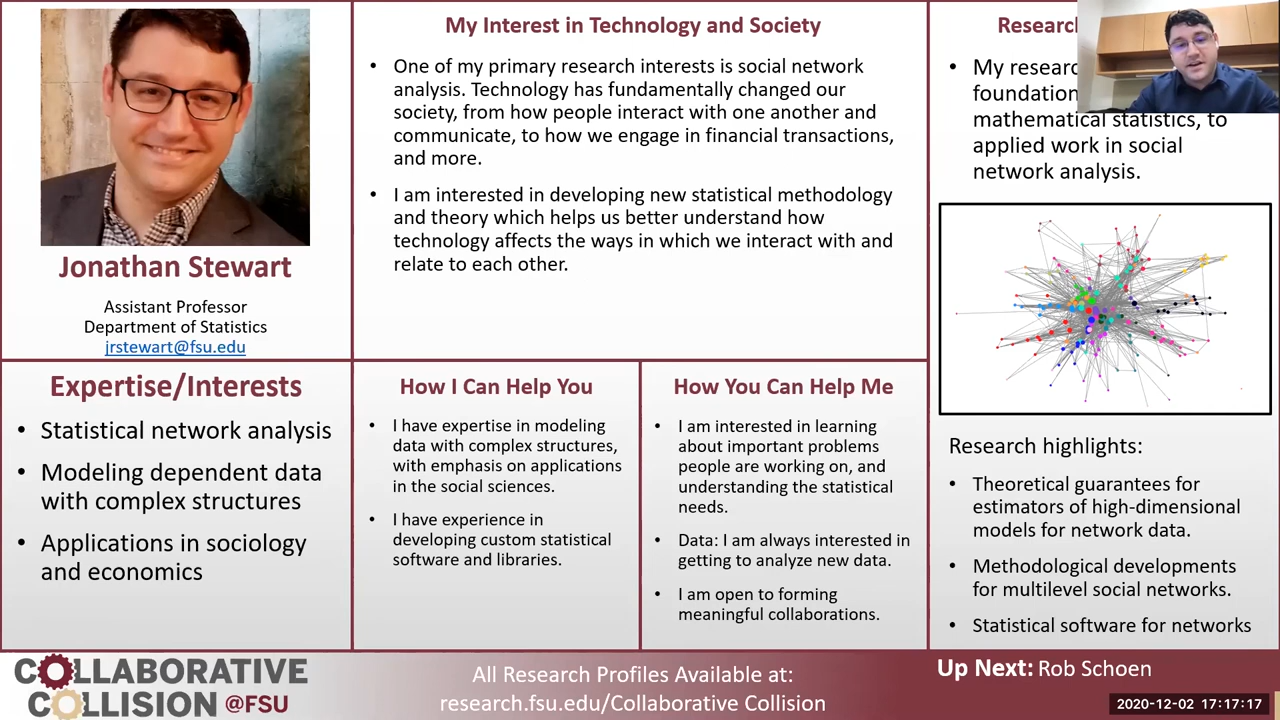 Jonathan Stewart
Assistant Professor
Department of Statistics
jrstewart@fsu.edu
Expertise/Interests
• Statistical network analysis
• Modeling dependent data
with complex structures
• Applications in sociology
and economics
My Interest in Technology and Society
• One of my primary research interests is social network
analysis. Technology has fundamentally changed our
society, from how people interact with one another and
communicate, to how we engage in financial transactions,
and more.
• I am interested in developing new statistical methodology
and theory which helps us better understand how
technology affects the ways in which we interact with and
relate to each other.
How I Can Help You
• I have expertise in modeling
data with complex structures,
with emphasis on applications
in the social sciences.
• I have experience in
developing custom statistical
software and libraries.
How You Can Help Me
• I am interested in learning
about important problems
people are working on, and
understanding the statistical
needs.
• Data: I am always interested in
getting to analyze new data.
• I am open to forming
meaningful collaborations.
Research
• My
mathematical statistics, to
applied work in social
network analysis.
Research highlights:
• Theoretical guarantees for
estimators of high-dimensional
models for network data.
• Methodological developments
for multilevel social networks.
• Statistical software for networks
COLLABORATIVE
COLLISION @FSU
All Research Profiles Available at:
research.fsu.edu/Collaborative Collision
Up Next: Rob Schoen
2020-12-02 17:17:17